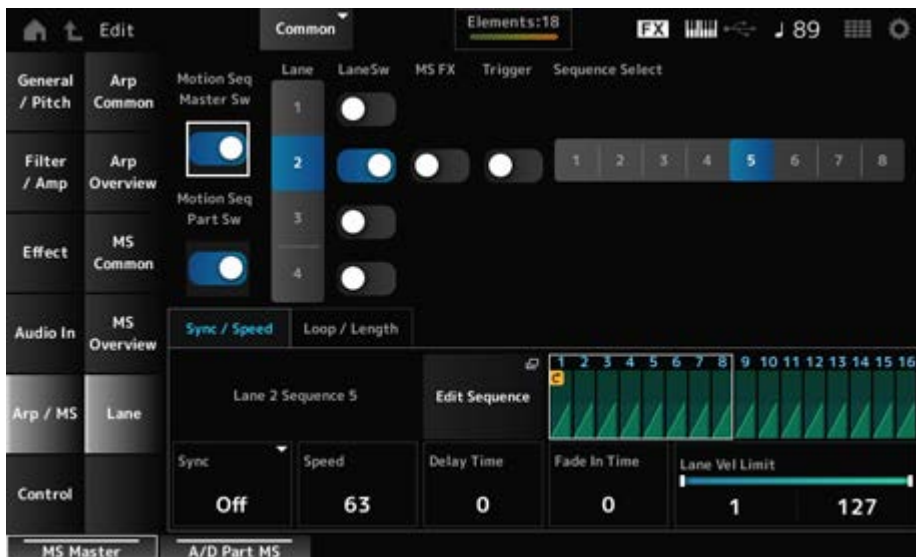 Edit
Common
Elements:18
FX
♩ 89
General / Pitch
Filter / Amp
Effect
Audio In
Arp / MS
Control
Arp Common
Arp Overview
MS Common
MS Overview
Lane
Motion Seq Master Sw
Motion Seq Part Sw
Lane LaneSw MS FX Trigger Sequence Select
1
2
3
4
1 2 3 4 5 6 7 8
Sync / Speed Loop / Length
Lane 2 Sequence 5
Edit Sequence
1 2 3 4 5 6 7 8 9 10 11 12 13 14 15 16
Sync Speed Delay Time Fade In Time Lane Vel Limit
Off 63 0 0 1 127
MS Master A/D Part MS